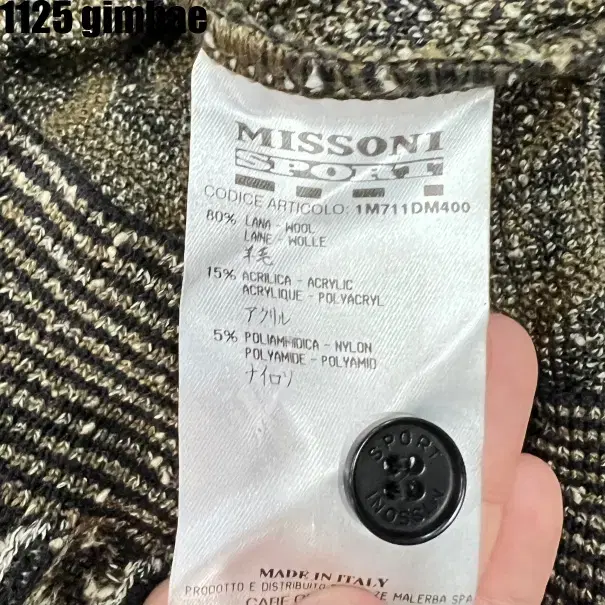 1125 gimbae
MISSONI
SPORT
CODICE ARTICOLO: 1M711DM400
80% LANA - WOOL
LAINE - WOLLE
羊毛
15% ACRILICA - ACRYLIC
ACRYLIQUE - POLYACRYL
アクリル
5% POLIAMMIDICA - NYLON
POLYAMIDE - POLYAMID
ナイロン
SPORT
MISSONI
MADE IN ITALY
PRODOTTO E DISTRIBUITO
ZE MALERBA SPA